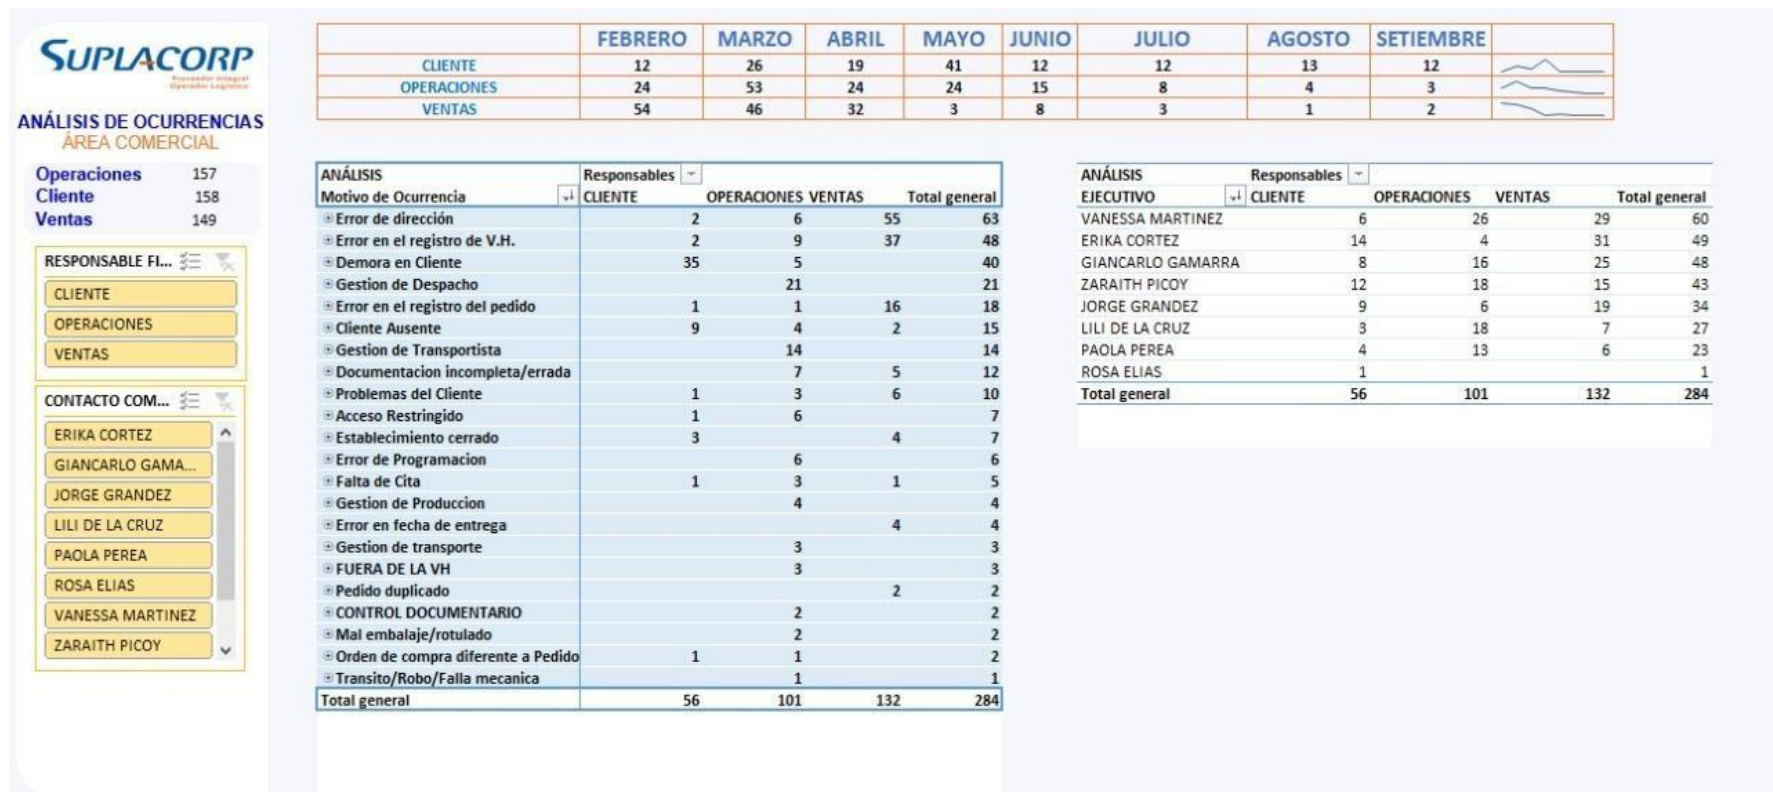 SUPLACORP
Proveedor Integral
Operador Logístico
ANÁLISIS DE OCURRENCIAS
ÁREA COMERCIAL
Operaciones 157
Cliente 158
Ventas 149
RESPONSABLE FI...
CLIENTE
OPERACIONES
VENTAS
CONTACTO COM...
ERIKA CORTEZ
GIANCARLO GAMA...
JORGE GRANDEZ
LILI DE LA CRUZ
PAOLA PEREA
ROSA ELIAS
VANESSA MARTINEZ
ZARAITH PICOY
FEBRERO MARZO ABRIL MAYO JUNIO JULIO AGOSTO SETIEMBRE
CLIENTE 12 26 19 41 12 12 13 12
OPERACIONES 24 53 24 24 15 8 4 3
VENTAS 54 46 32 3 8 3 1 2
ANÁLISIS Responsables
Motivo de Ocurrencia CLIENTE OPERACIONES VENTAS Total general
Error de dirección 2 6 55 63
Error en el registro de V.H. 2 9 37 48
Demora en Cliente 35 5 40
Gestion de Despacho 21 21
Error en el registro del pedido 1 1 16 18
Cliente Ausente 9 4 2 15
Gestion de Transportista 14 14
Documentacion incompleta/errada 7 5 12
Problemas del Cliente 1 3 6 10
Acceso Restringido 1 6 7
Establecimiento cerrado 3 4 7
Error de Programacion 6 6
Falta de Cita 1 3 1 5
Gestion de Produccion 4 4
Error en fecha de entrega 4 4
Gestion de transporte 3 3
FUERA DE LA VH 3 3
Pedido duplicado 2 2
CONTROL DOCUMENTARIO 2 2
Mal embalaje/rotulado 2 2
Orden de compra diferente a Pedido 1 1 2
Transito/Robo/Falla mecanica 1 1
Total general 56 101 132 284
ANÁLISIS Responsables
EJECUTIVO CLIENTE OPERACIONES VENTAS Total general
VANESSA MARTINEZ 6 26 29 60
ERIKA CORTEZ 14 4 31 49
GIANCARLO GAMARRA 8 16 25 48
ZARAITH PICOY 12 18 15 43
JORGE GRANDEZ 9 6 19 34
LILI DE LA CRUZ 3 18 7 27
PAOLA PEREA 4 13 6 23
ROSA ELIAS 1 1
Total general 56 101 132 284